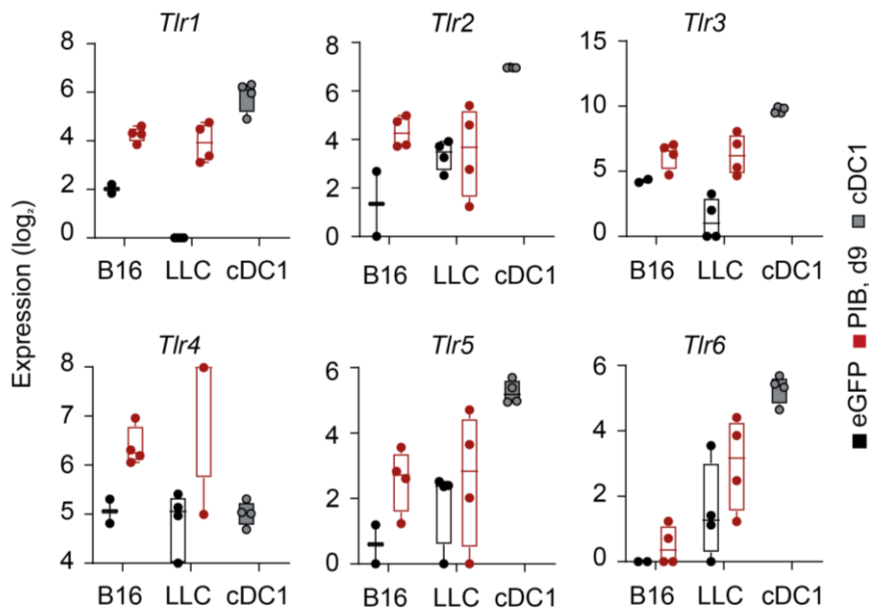 Tlr1
Tlr2
Tlr3
8
6
4
2
0
B16 LLC cDC1
8
6
4
2
0
B16 LLC cDC1
15
10
5
0
B16 LLC cDC1
Expression (log₂)
Tlr4
Tlr5
Tlr6
8
7
6
5
4
B16 LLC cDC1
6
4
2
0
B16 LLC cDC1
6
4
2
0
B16 LLC cDC1
eGFP PIB, d9 cDC1